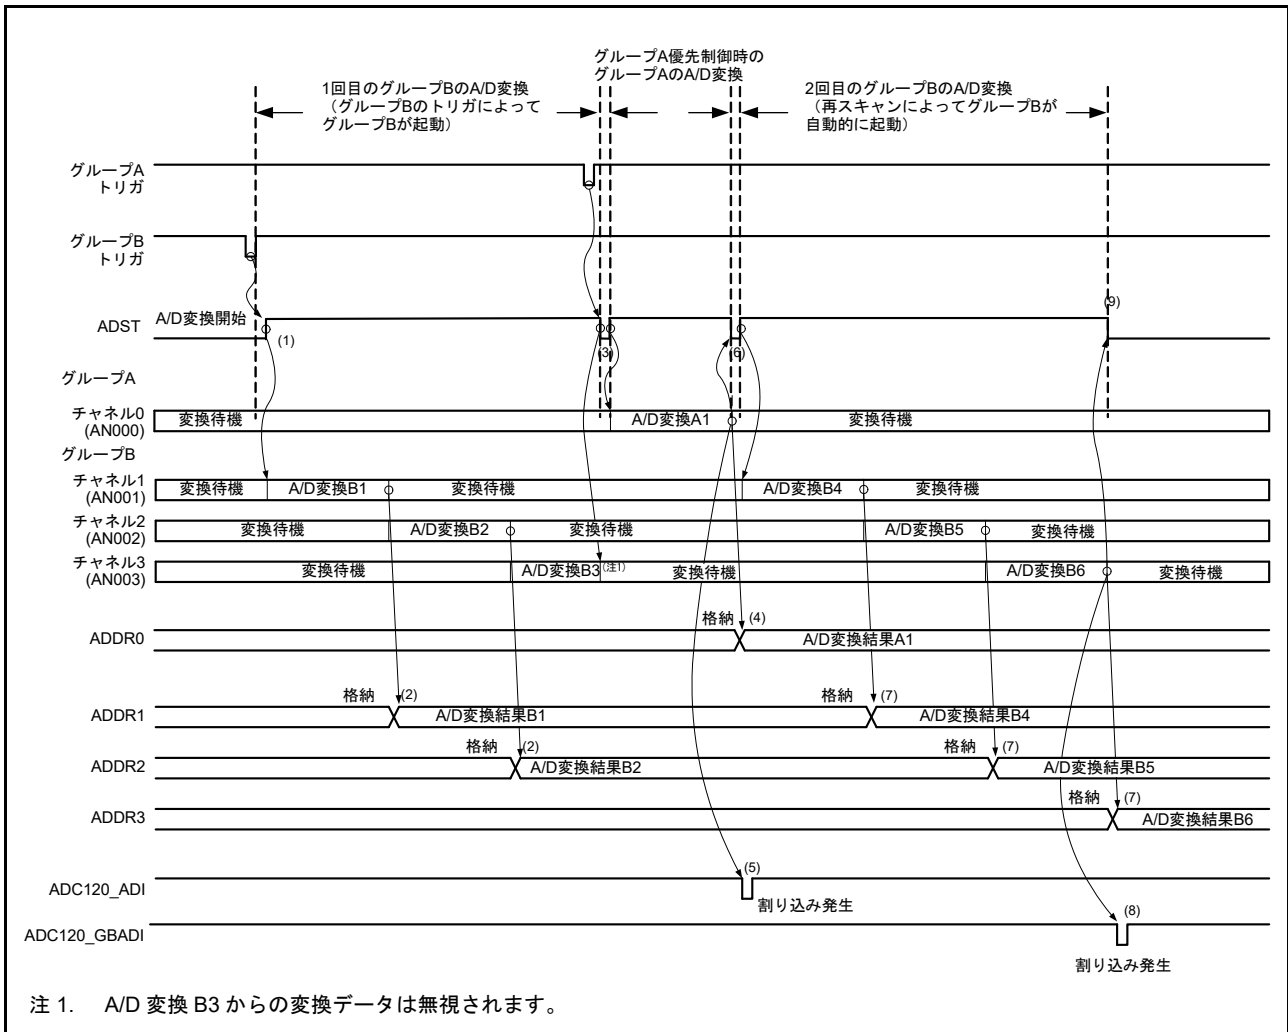 グループA優先制御時の
グループAのA/D変換
1回目のグループBのA/D変換
（グループBのトリガによって
グループBが起動）
2回目のグループBのA/D変換
（再スキャンによってグループBが
自動的に起動）
グループA
トリガ
グループB
トリガ
ADST
A/D変換開始
(1)
(3)
(6)
(9)
グループA
チャネル0
(AN000)
変換待機
A/D変換A1
変換待機
グループB
チャネル1
(AN001)
変換待機
A/D変換B1
変換待機
A/D変換B4
変換待機
チャネル2
(AN002)
変換待機
A/D変換B2
変換待機
A/D変換B5
変換待機
チャネル3
(AN003)
変換待機
A/D変換B3(注1)
変換待機
A/D変換B6
変換待機
ADDR0
格納
(4)
A/D変換結果A1
ADDR1
格納
(2)
A/D変換結果B1
格納
(7)
A/D変換結果B4
ADDR2
格納
(2)
A/D変換結果B2
格納
(7)
A/D変換結果B5
ADDR3
格納
(7)
A/D変換結果B6
ADC120_ADI
(5)
割り込み発生
ADC120_GBADI
(8)
割り込み発生
注 1. A/D 変換 B3 からの変換データは無視されます。